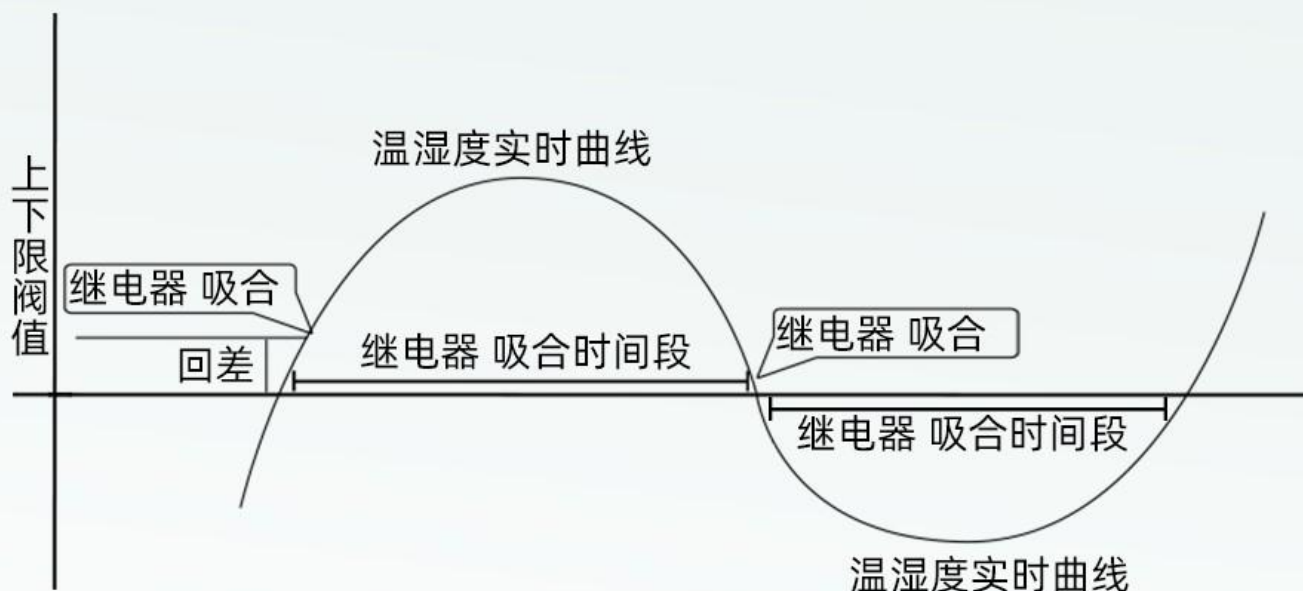 温湿度实时曲线
上下限阀值
继电器 吸合
回差
继电器 吸合时间段
继电器 吸合
继电器 吸合时间段
温湿度实时曲线